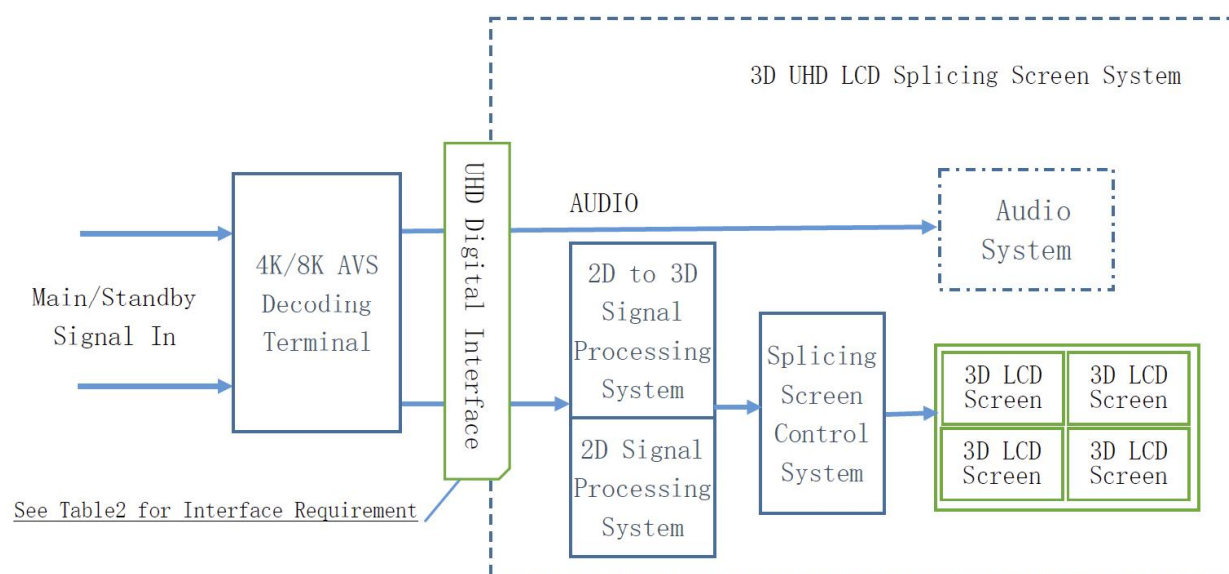 3D UHD LCD Splicing Screen System
Main/Standby
Signal In
4K/8K AVS
Decoding
Terminal
UHD Digital Interface
AUDIO
Audio
System
2D to 3D
Signal
Processing
System
2D Signal
Processing
System
Splicing
Screen
Control
System
3D LCD
Screen
3D LCD
Screen
3D LCD
Screen
3D LCD
Screen
See Table2 for Interface Requirement